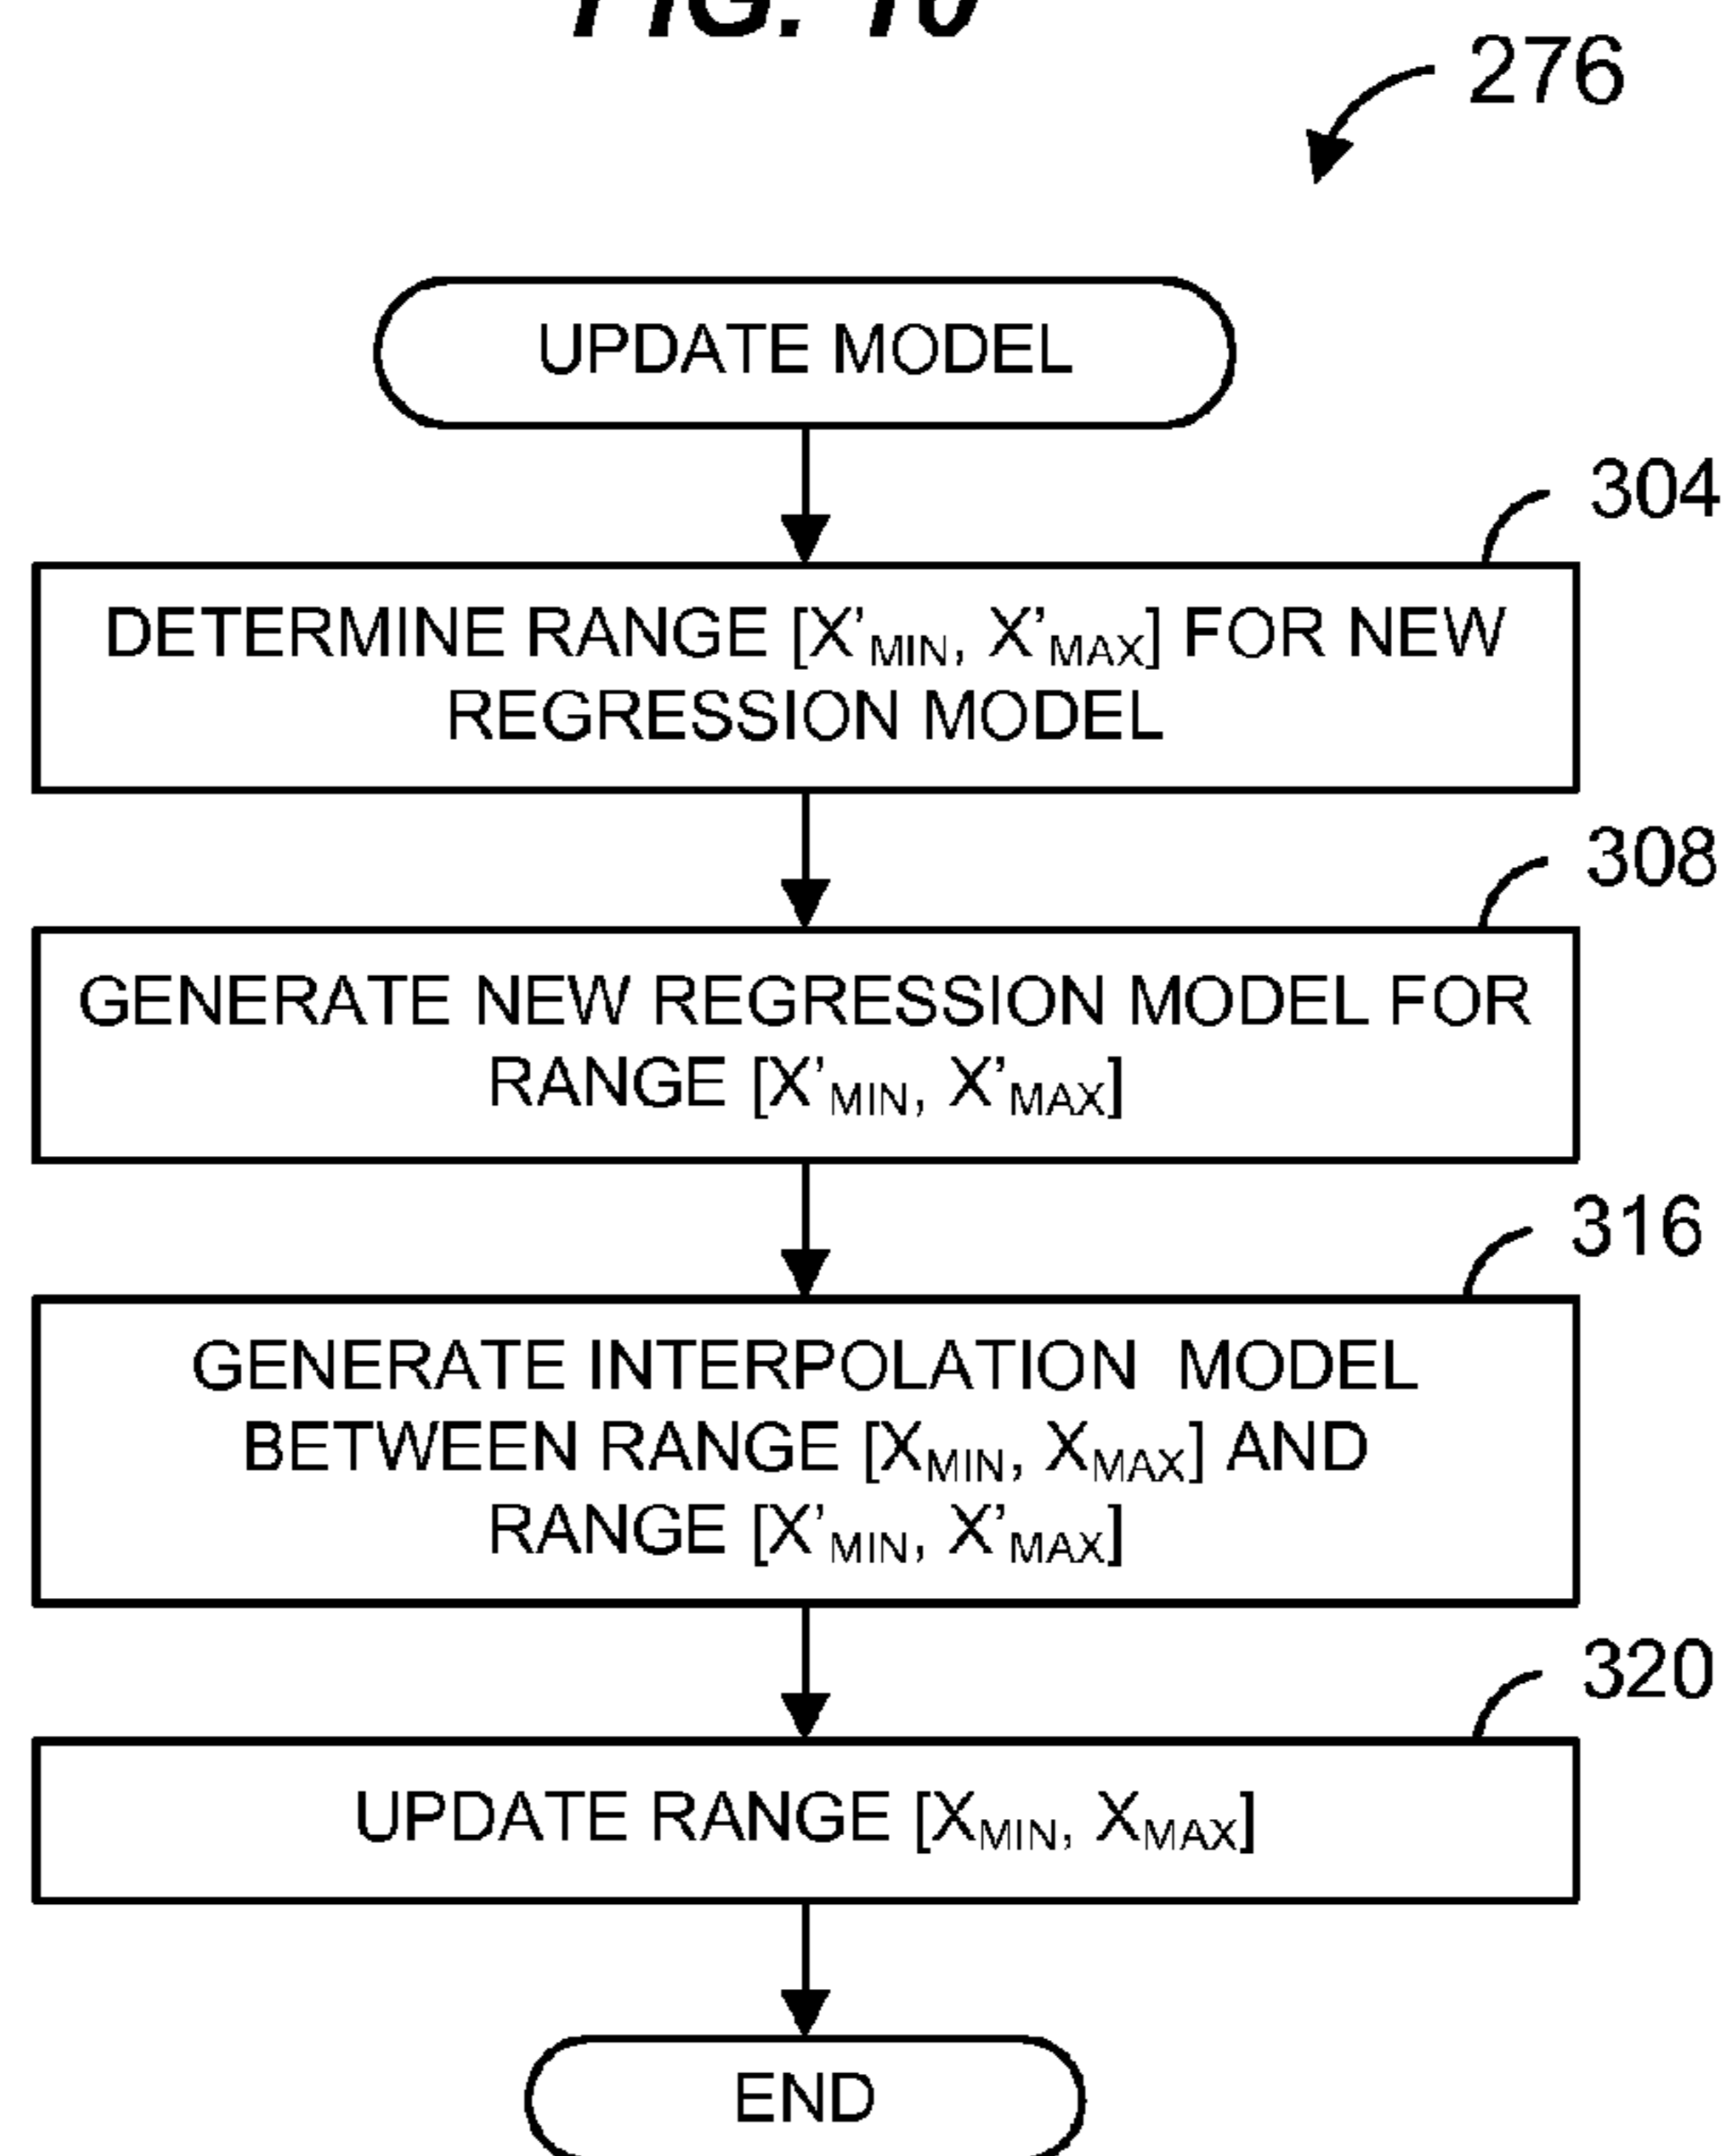 FIG. 10
276
UPDATE MODEL
304
DETERMINE RANGE [X'MIN, X'MAX] FOR NEW
REGRESSION MODEL
308
GENERATE NEW REGRESSION MODEL FOR
RANGE [X'MIN, X'MAX]
316
GENERATE INTERPOLATION MODEL
BETWEEN RANGE [XMIN, XMAX] AND
RANGE [X'MIN, X'MAX]
320
UPDATE RANGE [XMIN, XMAX]
END